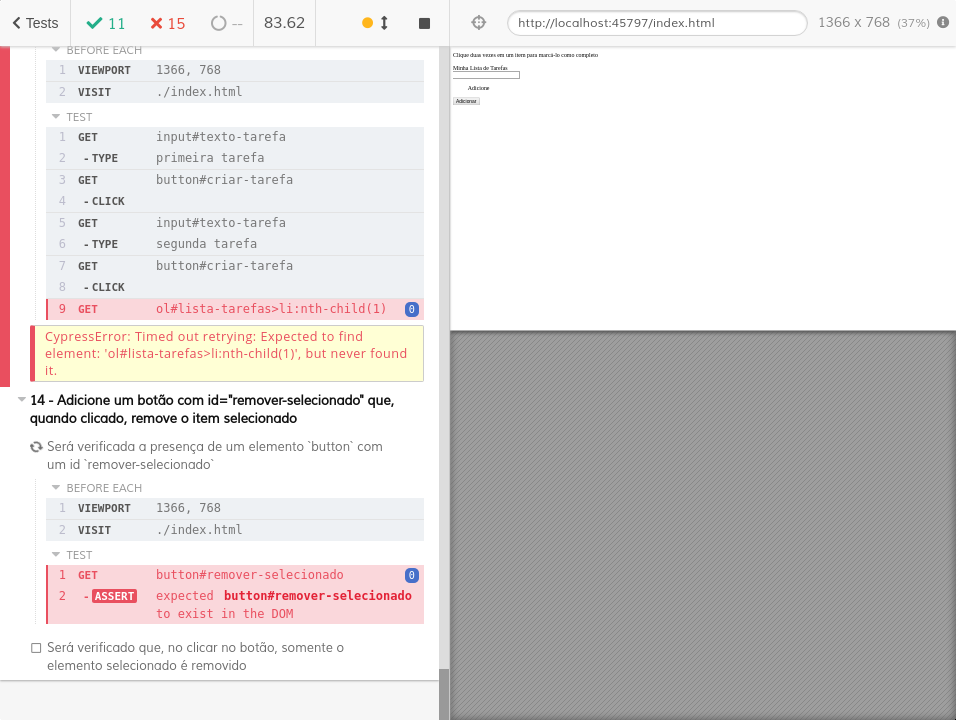 Tests 11 15 -- 83.62 http://localhost:45797/index.html 1366 x 768 (37%)
BEFORE EACH
1 VIEWPORT 1366, 768
2 VISIT ./index.html
TEST
1 GET input#texto-tarefa
2 -TYPE primeira tarefa
3 GET button#criar-tarefa
4 -CLICK
5 GET input#texto-tarefa
6 -TYPE segunda tarefa
7 GET button#criar-tarefa
8 -CLICK
9 GET ol#lista-tarefas>li:nth-child(1) 0
CypressError: Timed out retrying: Expected to find
element: 'ol#lista-tarefas>li:nth-child(1)', but never found
it.
14 - Adicione um botão com id="remover-selecionado" que,
quando clicado, remove o item selecionado
Será verificada a presença de um elemento `button` com
um id `remover-selecionado`
BEFORE EACH
1 VIEWPORT 1366, 768
2 VISIT ./index.html
TEST
1 GET button#remover-selecionado 0
2 -ASSERT expected button#remover-selecionado
to exist in the DOM
Será verificado que, no clicar no botão, somente o
elemento selecionado é removido
Clique duas vezes em um item para marcá-lo como completo
Minha Lista de Tarefas
Adicione
Adicionar